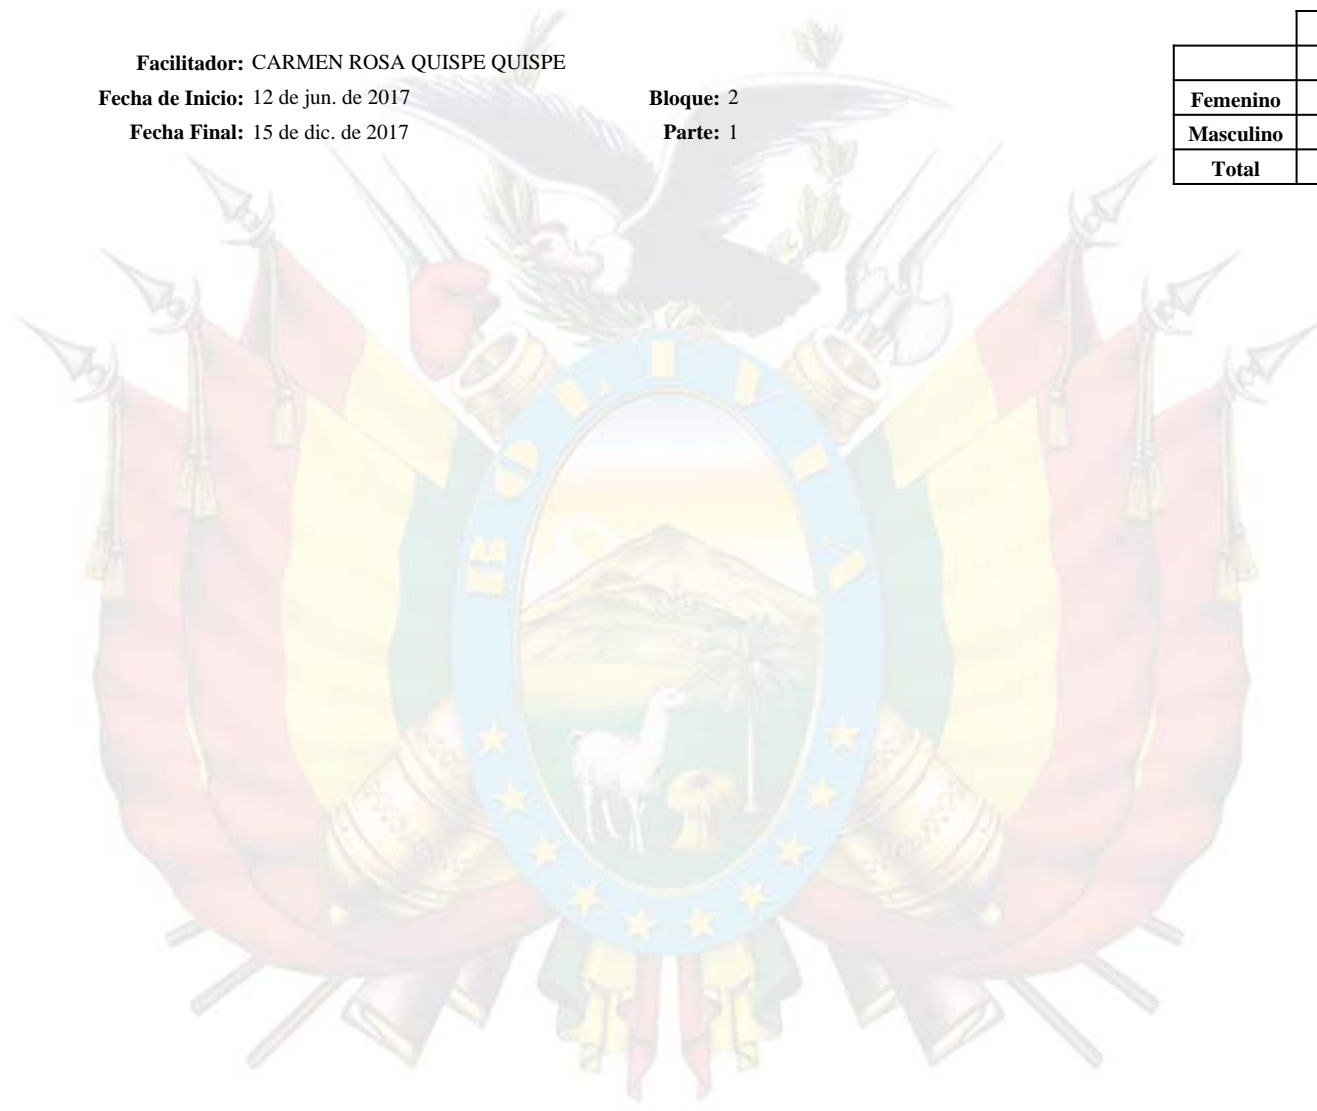 Facilitador: CARMEN ROSA QUISPE QUISPE
Fecha de Inicio: 12 de jun. de 2017 Bloque: 2
Fecha Final: 15 de dic. de 2017 Parte: 1
Femenino
Masculino
Total
BOLIVIA